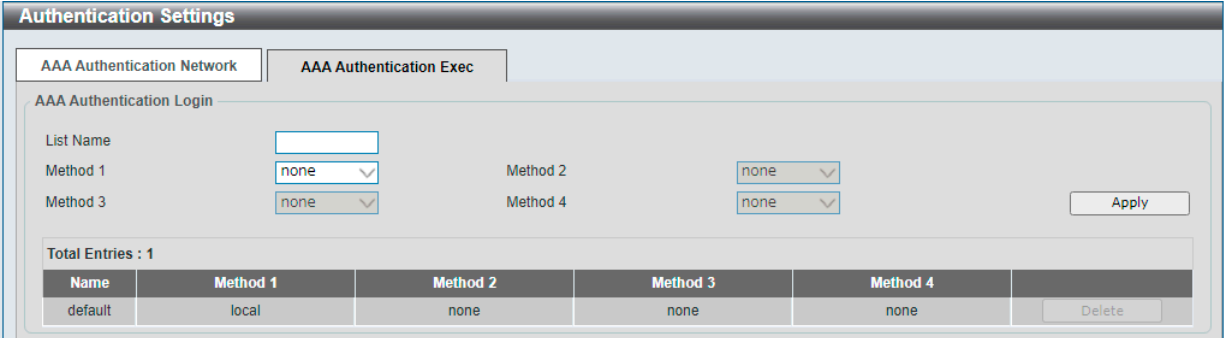 Authentication Settings
AAA Authentication Network AAA Authentication Exec
AAA Authentication Login
List Name
Method 1 none Method 2 none
Method 3 none Method 4 none Apply
Total Entries : 1
Name Method 1 Method 2 Method 3 Method 4
default local none none none Delete